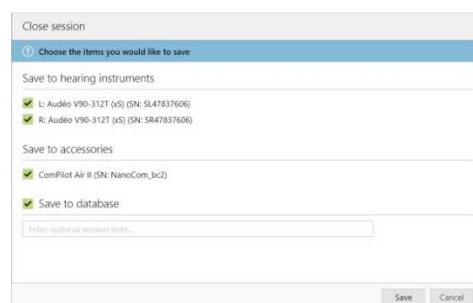 Close session
Choose the items you would like to save
Save to hearing instruments
L: Audéo V90-312T (xS) (SN: SL47837606)
R: Audéo V90-312T (xS) (SN: SR47837606)
Save to accessories
ComPilot Air II (SN: NanoCom_bc2)
Save to database
Enter optional session note...
Save Cancel